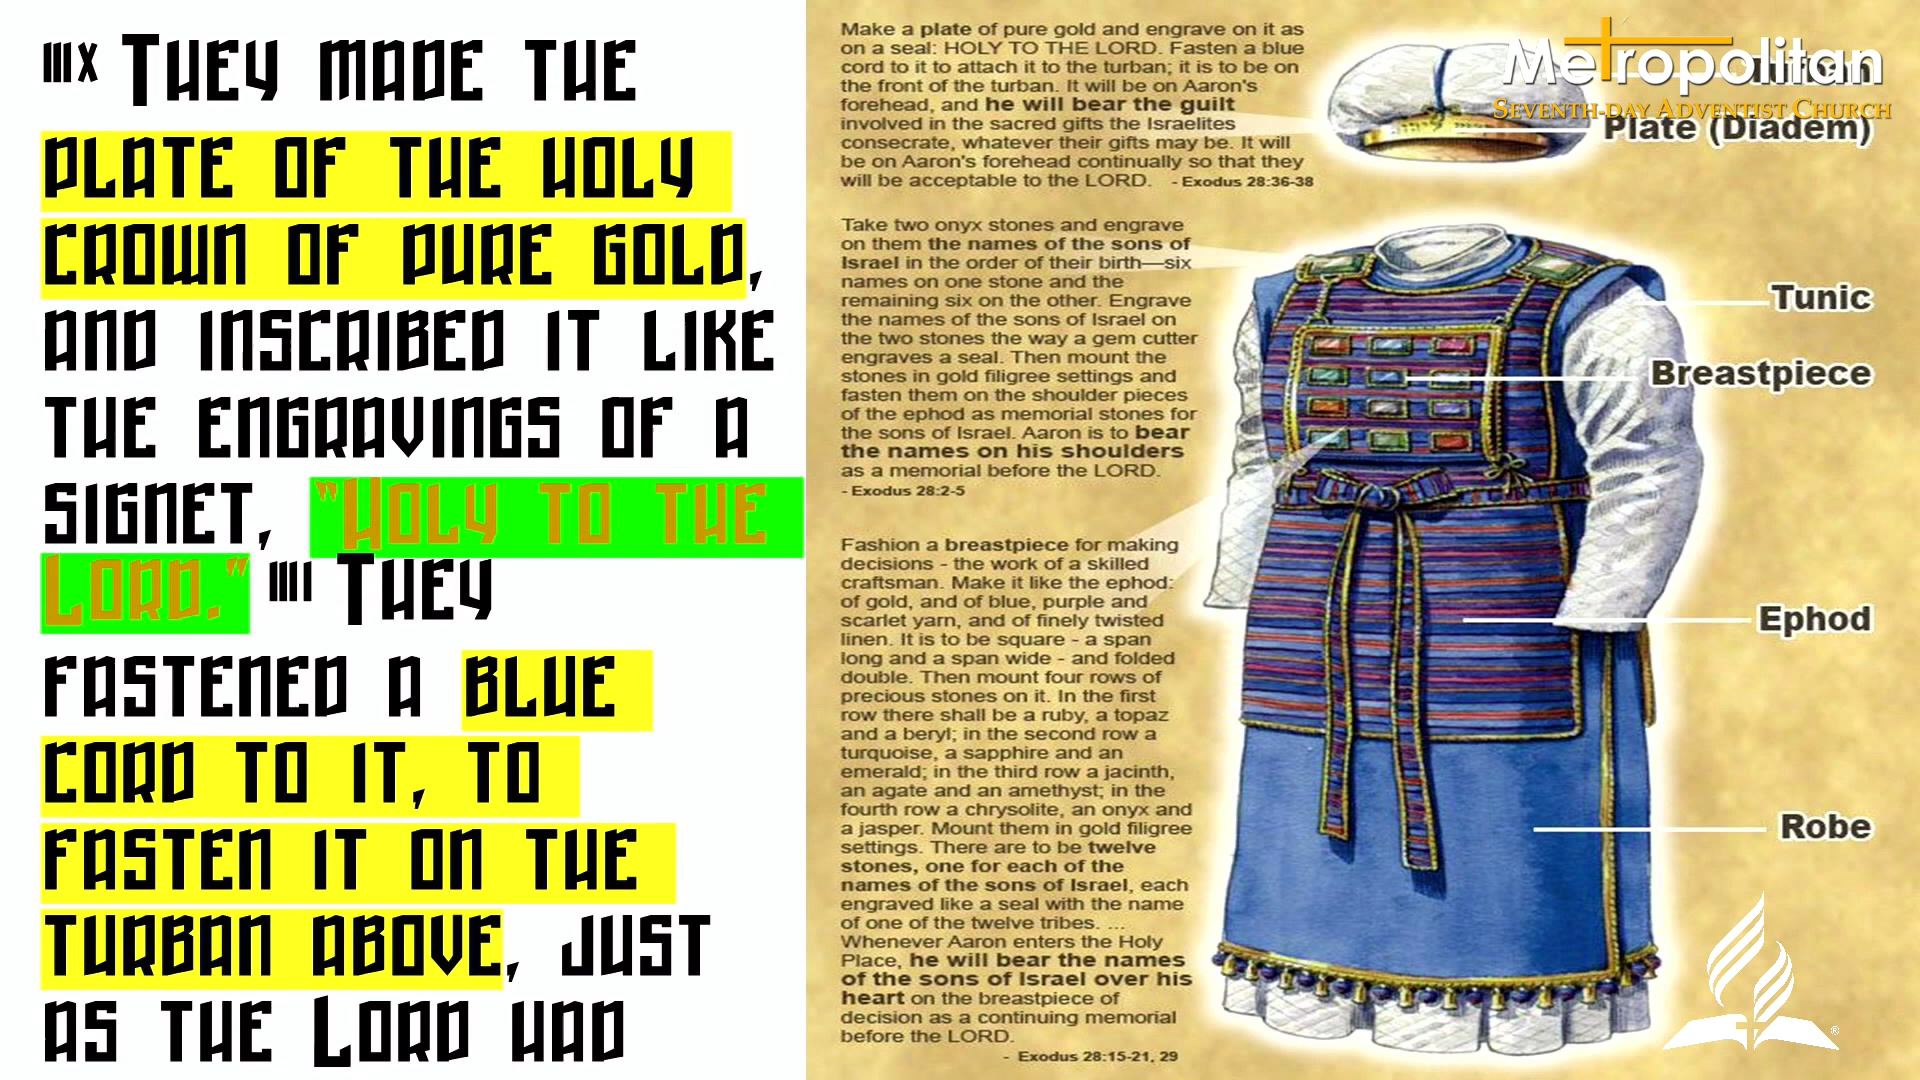 IIIX They made the
plate of the holy
crown of pure gold,
and inscribed it like
the engravings of a
signet, “Holy to the
Lord.” IIIII They
fastened a blue
cord to it, to
fasten it on the
turban above, just
as the Lord had
Make a plate of pure gold and engrave on it as
on a seal: HOLY TO THE LORD. Fasten a blue
cord to it to attach it to the turban; it is to be on
the front of the turban. It will be on Aaron's
forehead, and he will bear the guilt
involved in the sacred gifts the Israelites
consecrate, whatever their gifts may be. It will
be on Aaron's forehead continually so that they
will be acceptable to the LORD. - Exodus 28:36-38
Take two onyx stones and engrave
on them the names of the sons of
Israel in the order of their birth—six
names on one stone and the
remaining six on the other. Engrave
the names of the sons of Israel on
the two stones the way a gem cutter
engraves a seal. Then mount the
stones in gold filigree settings and
fasten them on the shoulder pieces
of the ephod as memorial stones for
the sons of Israel. Aaron is to bear
the names on his shoulders
as a memorial before the LORD.
- Exodus 28:2-5
Fashion a breastpiece for making
decisions - the work of a skilled
craftsman. Make it like the ephod:
of gold, and of blue, purple and
scarlet yarn, and of finely twisted
linen. It is to be square - a span
long and a span wide - and folded
double. Then mount four rows of
precious stones on it. In the first
row there shall be a ruby, a topaz
and a beryl; in the second row a
turquoise, a sapphire and an
emerald; in the third row a jacinth,
an agate and an amethyst; in the
fourth row a chrysolite, an onyx and
a jasper. Mount them in gold filigree
settings. There are to be twelve
stones, one for each of the
names of the sons of Israel, each
engraved like a seal with the name
of one of the twelve tribes. ...
Whenever Aaron enters the Holy
Place, he will bear the names
of the sons of Israel over his
heart on the breastpiece of
decision as a continuing memorial
before the LORD.
- Exodus 28:15-21, 29
Metropolitan
Seventh-day Adventist Church
Plate (Diadem)
Tunic
Breastpiece
Ephod
Robe
®